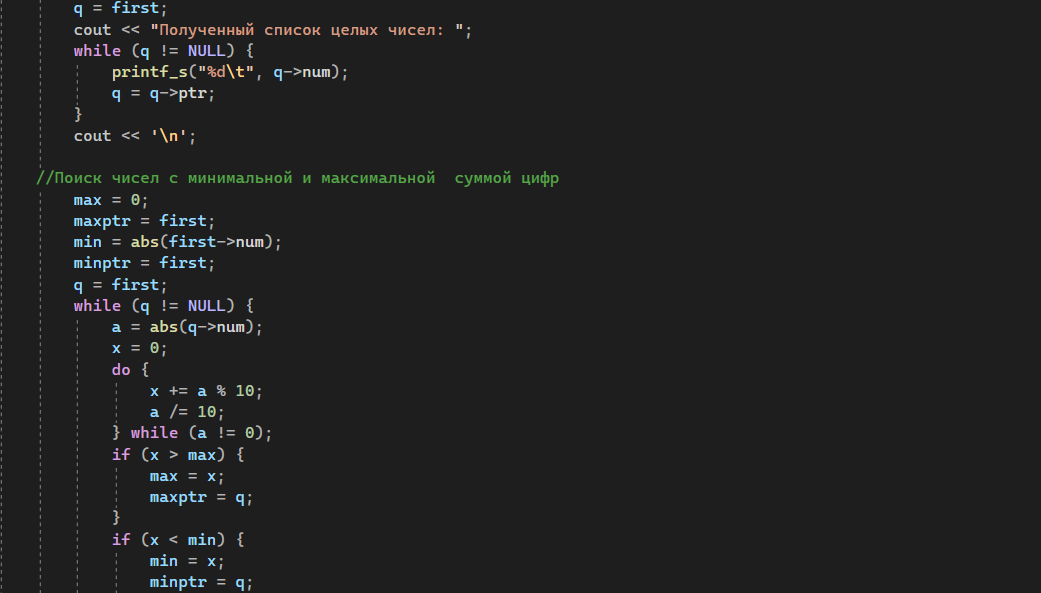 q = first;
cout << "Полученный список целых чисел: ";
while (q != NULL) {
printf_s("%d\t", q->num);
q = q->ptr;
}
cout << '\n';
//Поиск чисел с минимальной и максимальной  суммой цифр
max = 0;
maxptr = first;
min = abs(first->num);
minptr = first;
q = first;
while (q != NULL) {
a = abs(q->num);
x = 0;
do {
x += a % 10;
a /= 10;
} while (a != 0);
if (x > max) {
max = x;
maxptr = q;
}
if (x < min) {
min = x;
minptr = q;